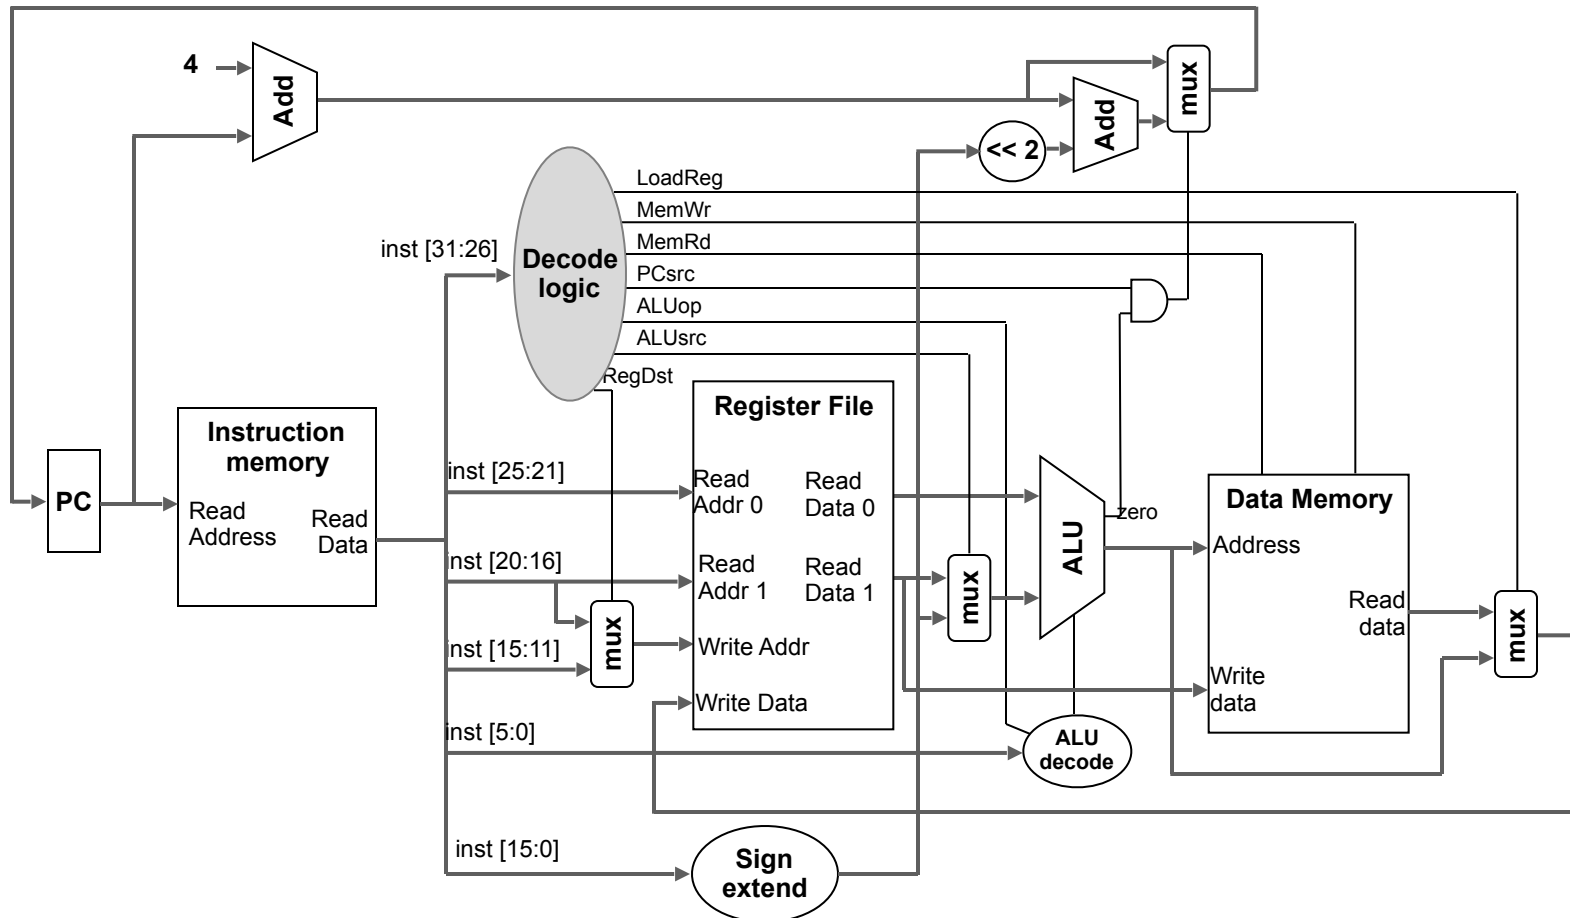 4
Add
mux
Add
<< 2
LoadReg
MemWr
MemRd
PCsrc
ALUop
ALUsrc
RegDst
inst [31:26]
Decode
logic
Instruction
memory
Read
Address
Read
Data
PC
inst [25:21]
inst [20:16]
inst [15:11]
inst [5:0]
inst [15:0]
mux
Register File
Read
Addr 0
Read
Data 0
Read
Addr 1
Read
Data 1
Write Addr
Write Data
mux
ALU
zero
ALU
decode
Sign
extend
Data Memory
Address
Read
data
Write
data
mux